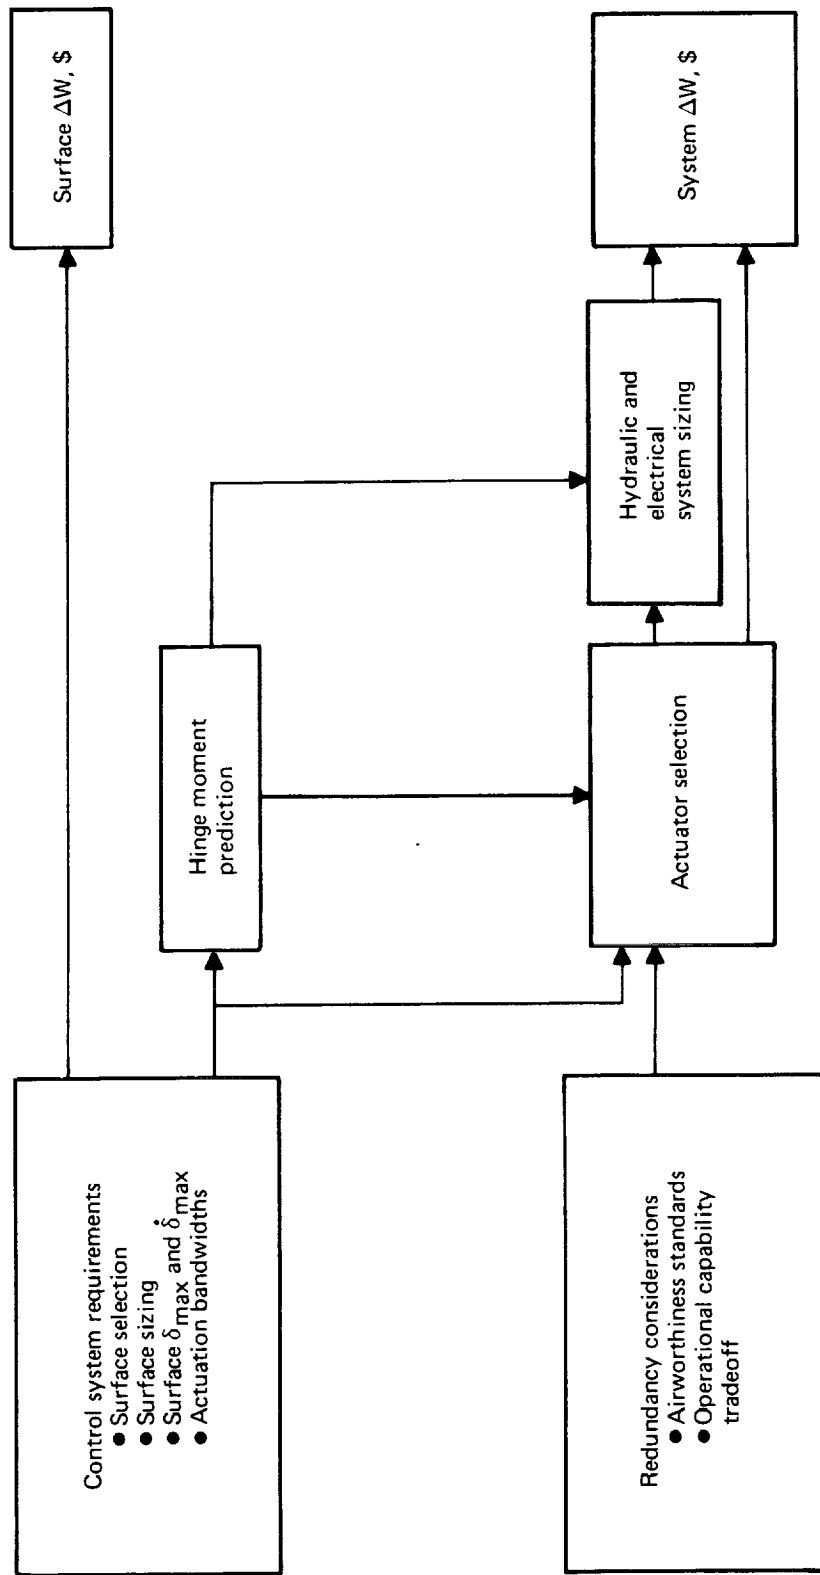 Control system requirements
● Surface selection
● Surface sizing
● Surface δmax and δ̇max
● Actuation bandwidths
Hinge moment
prediction
Surface ΔW, $
Redundancy considerations
● Airworthiness standards
● Operational capability
tradeoff
Actuator selection
Hydraulic and
electrical
system sizing
System ΔW, $